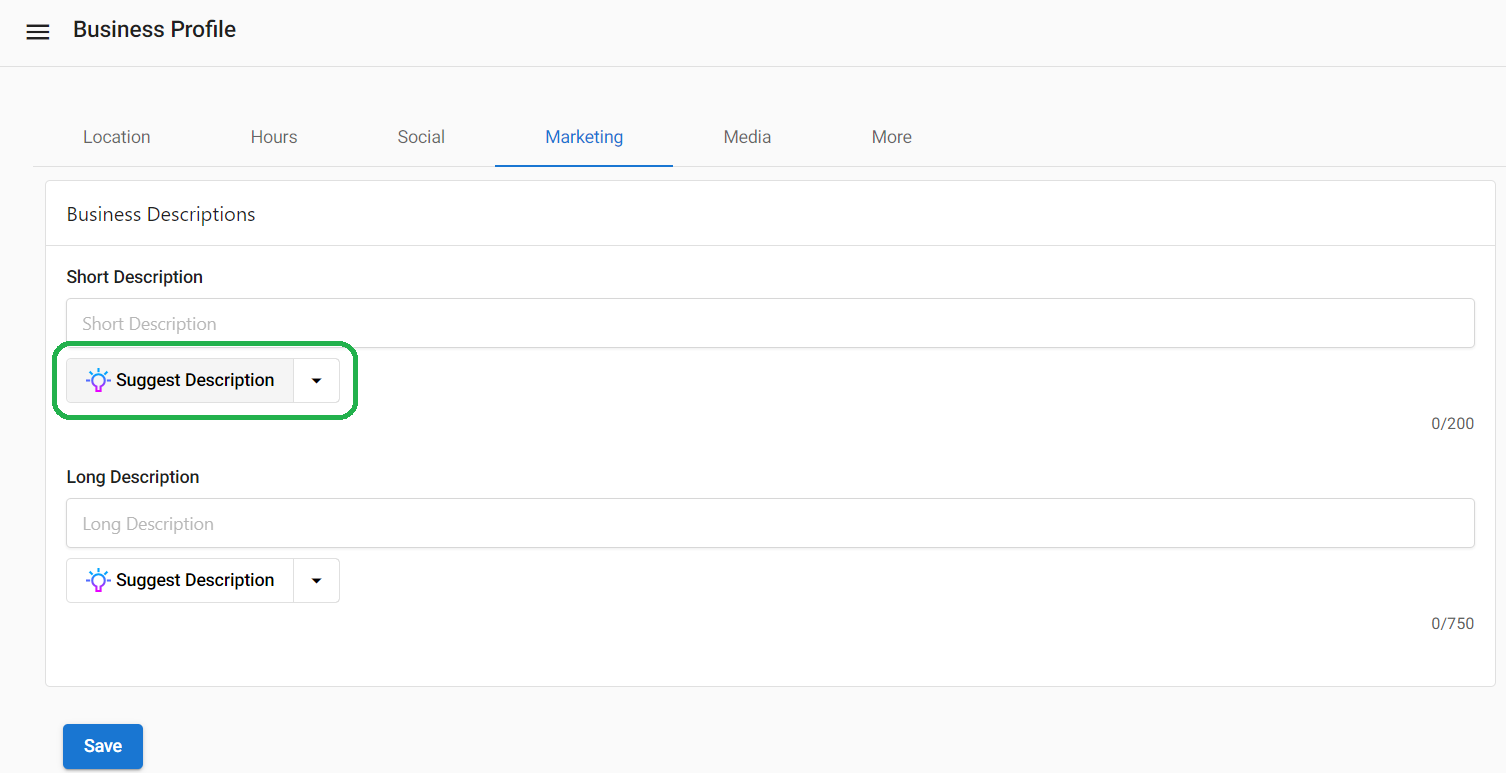 Business Profile
Location Hours Social Marketing Media More
Business Descriptions
Short Description
Short Description
Suggest Description
0/200
Long Description
Long Description
Suggest Description
0/750
Save